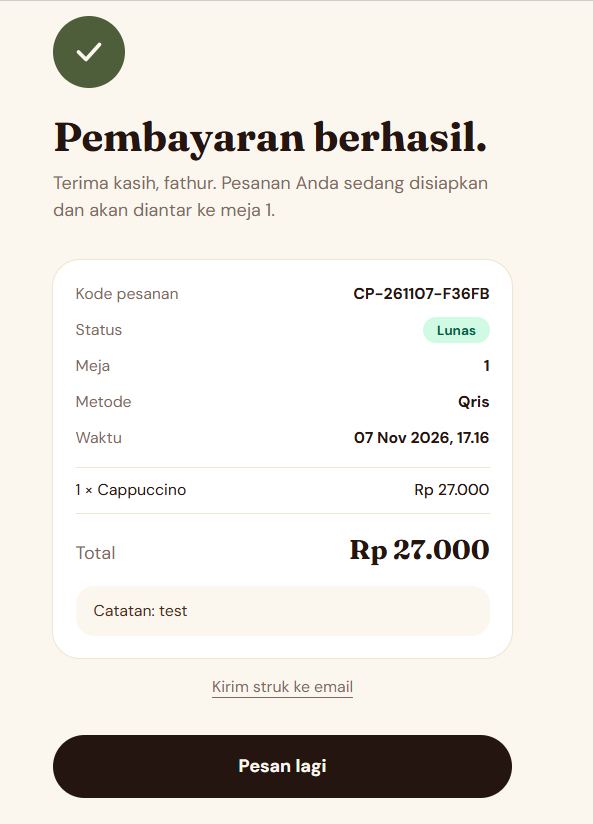 Pembayaran berhasil.
Terima kasih, fathur. Pesanan Anda sedang disiapkan
dan akan diantar ke meja 1.
Kode pesanan CP-261107-F36FB
Status Lunas
Meja 1
Metode Qris
Waktu 07 Nov 2026, 17.16
1 × Cappuccino Rp 27.000
Total Rp 27.000
Catatan: test
Kirim struk ke email
Pesan lagi